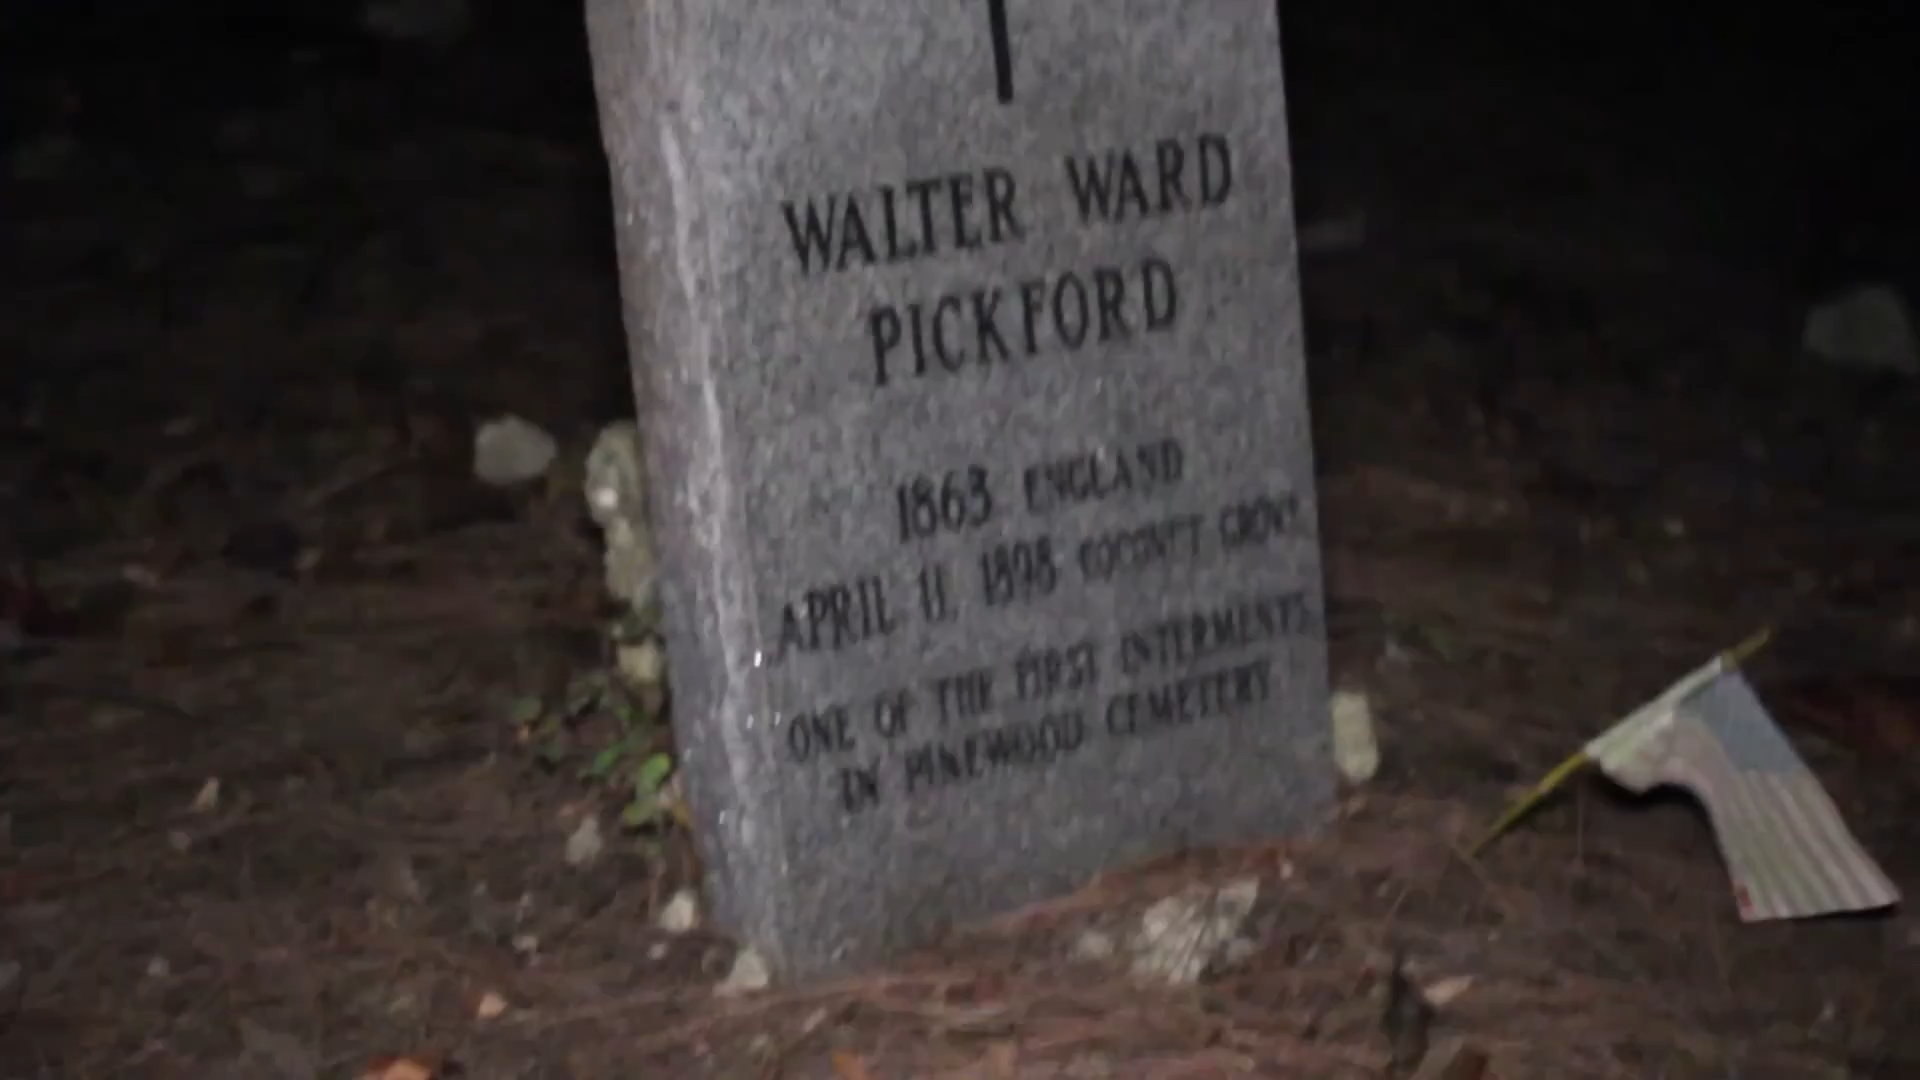 WALTER WARD
PICKFORD
1863 ENGLAND
APRIL 11, 1898 COCONUT GROVE
ONE OF THE FIRST INTERMENTS
IN PINEWOOD CEMETERY